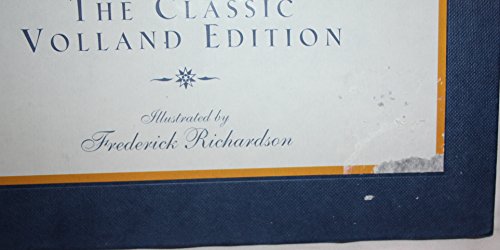 THE CLASSIC
VOLLAND EDITION
Illustrated by
Frederick Richardson